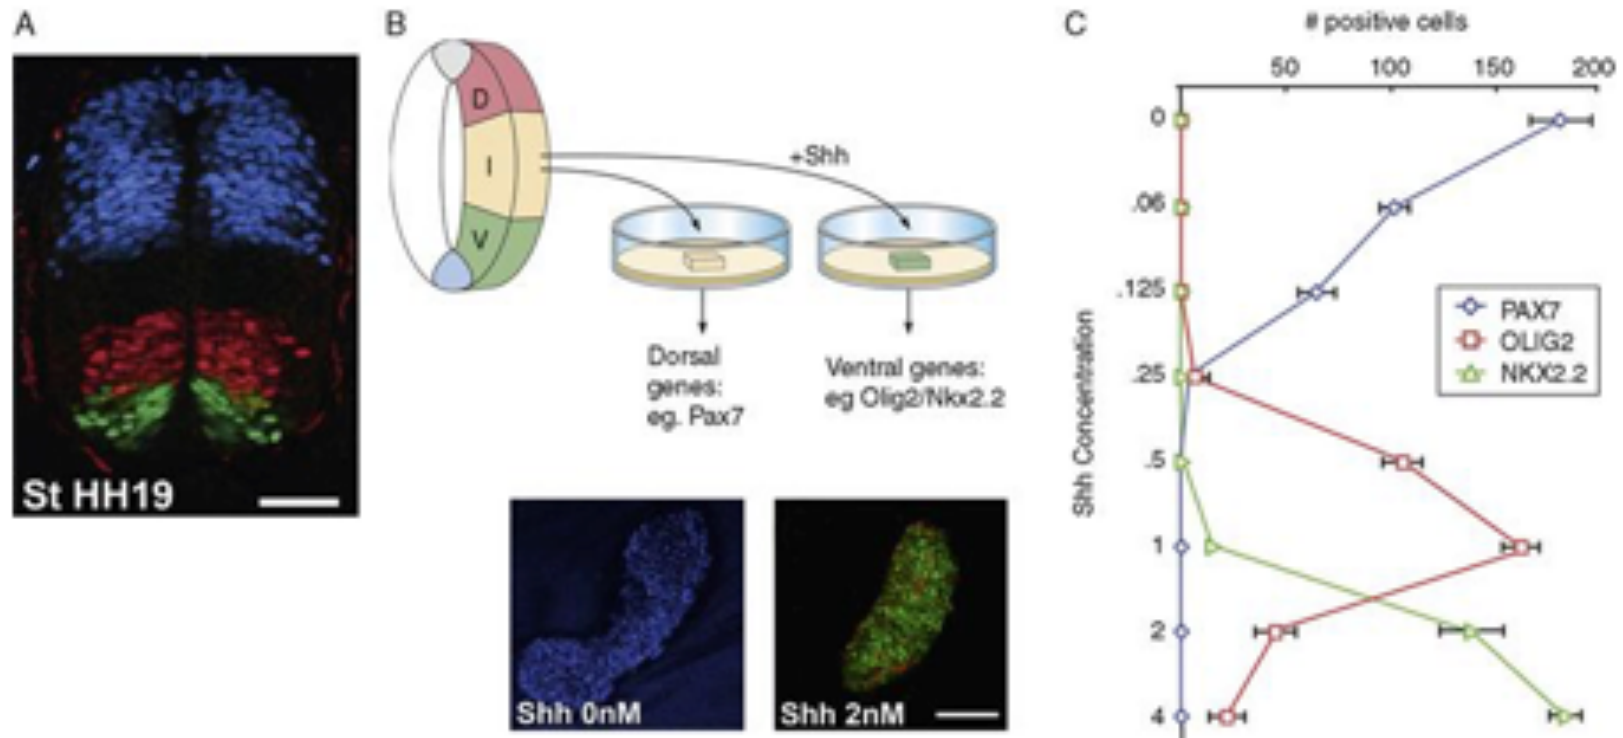 A
St HH19
B
D
I
V
+Shh
Dorsal
genes:
eg. Pax7
Ventral genes:
eg Olig2/Nkx2.2
Shh 0nM
Shh 2nM
C
# positive cells
50 100 150 200
Shh Concentration
0
.06
.125
.25
.5
1
2
4
PAX7
OLIG2
NKX2.2